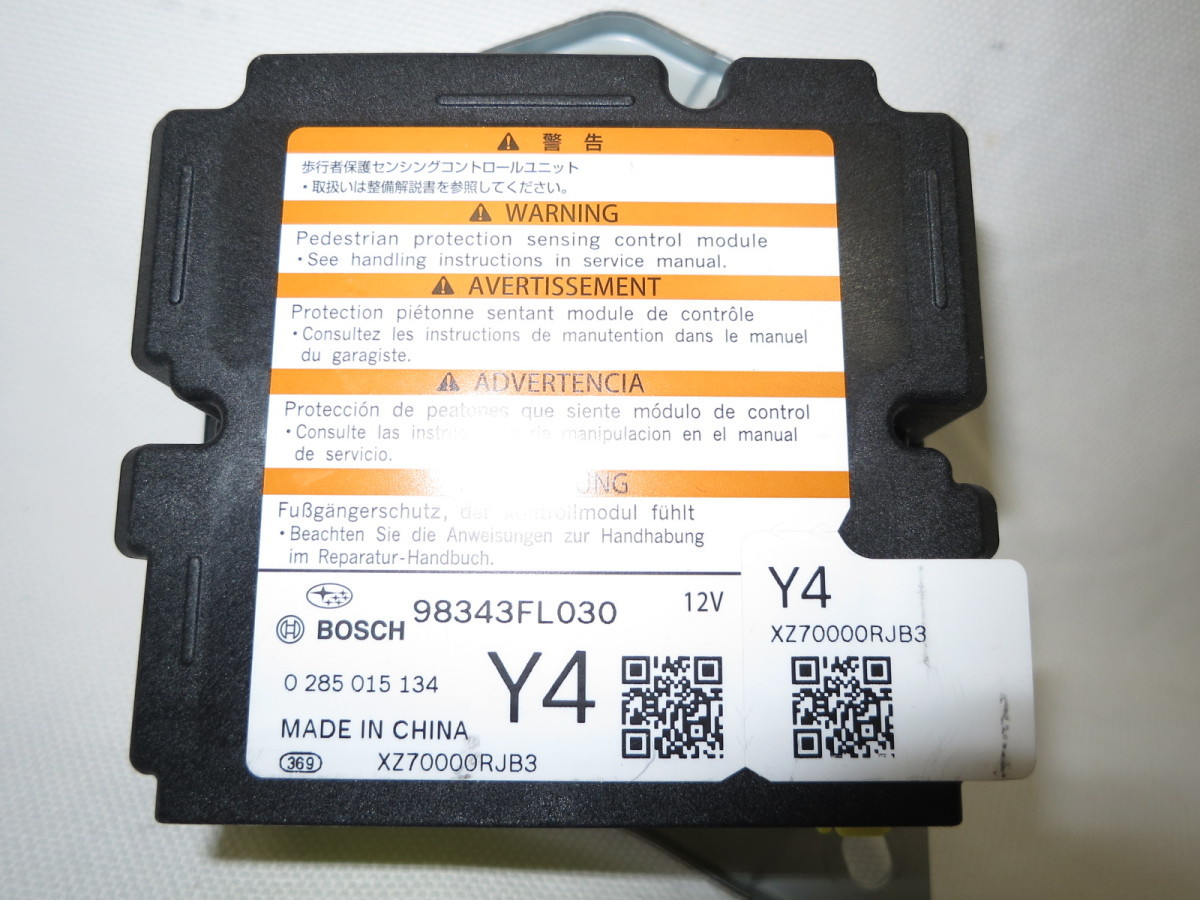 警告
歩行者保護センシングコントロールユニット
・取扱いは整備解説書を参照してください。
WARNING
Pedestrian protection sensing control module
・See handling instructions in service manual.
AVERTISSEMENT
Protection piétonne sentant module de contrôle
・Consultez les instructions de manutention dans le manuel
du garagiste.
ADVERTENCIA
Protección de peatones que siente módulo de control
・Consulte las manipulacion en el manual
de servicio.
UNG
Fußgängerschutz, der kontrollmodul fühlt
・Beachten Sie die Anweisungen zur Handhabung
im Reparatur-Handbuch.
BOSCH 98343FL030 12V
0 285 015 134 Y4
MADE IN CHINA
369 XZ70000RJB3
Y4
XZ70000RJB3